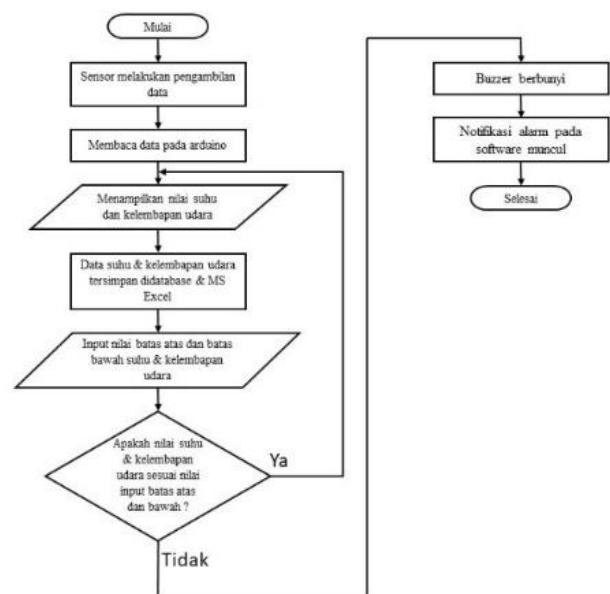 Mulai
Sensor melakukan pengambilan
data
Membaca data pada arduino
Menampilkan nilai suhu
dan kelembapan udara
Data suhu & kelembapan udara
tersimpan didatabase & MS
Excel
Input nilai batas atas dan batas
bawah suhu & kelembapan
udara
Apakah nilai suhu
& kelembapan
udara sesuai nilai
input batas atas
dan bawah ?
Ya
Tidak
Buzzer berbunyi
Notifikasi alarm pada
software muncul
Selesai